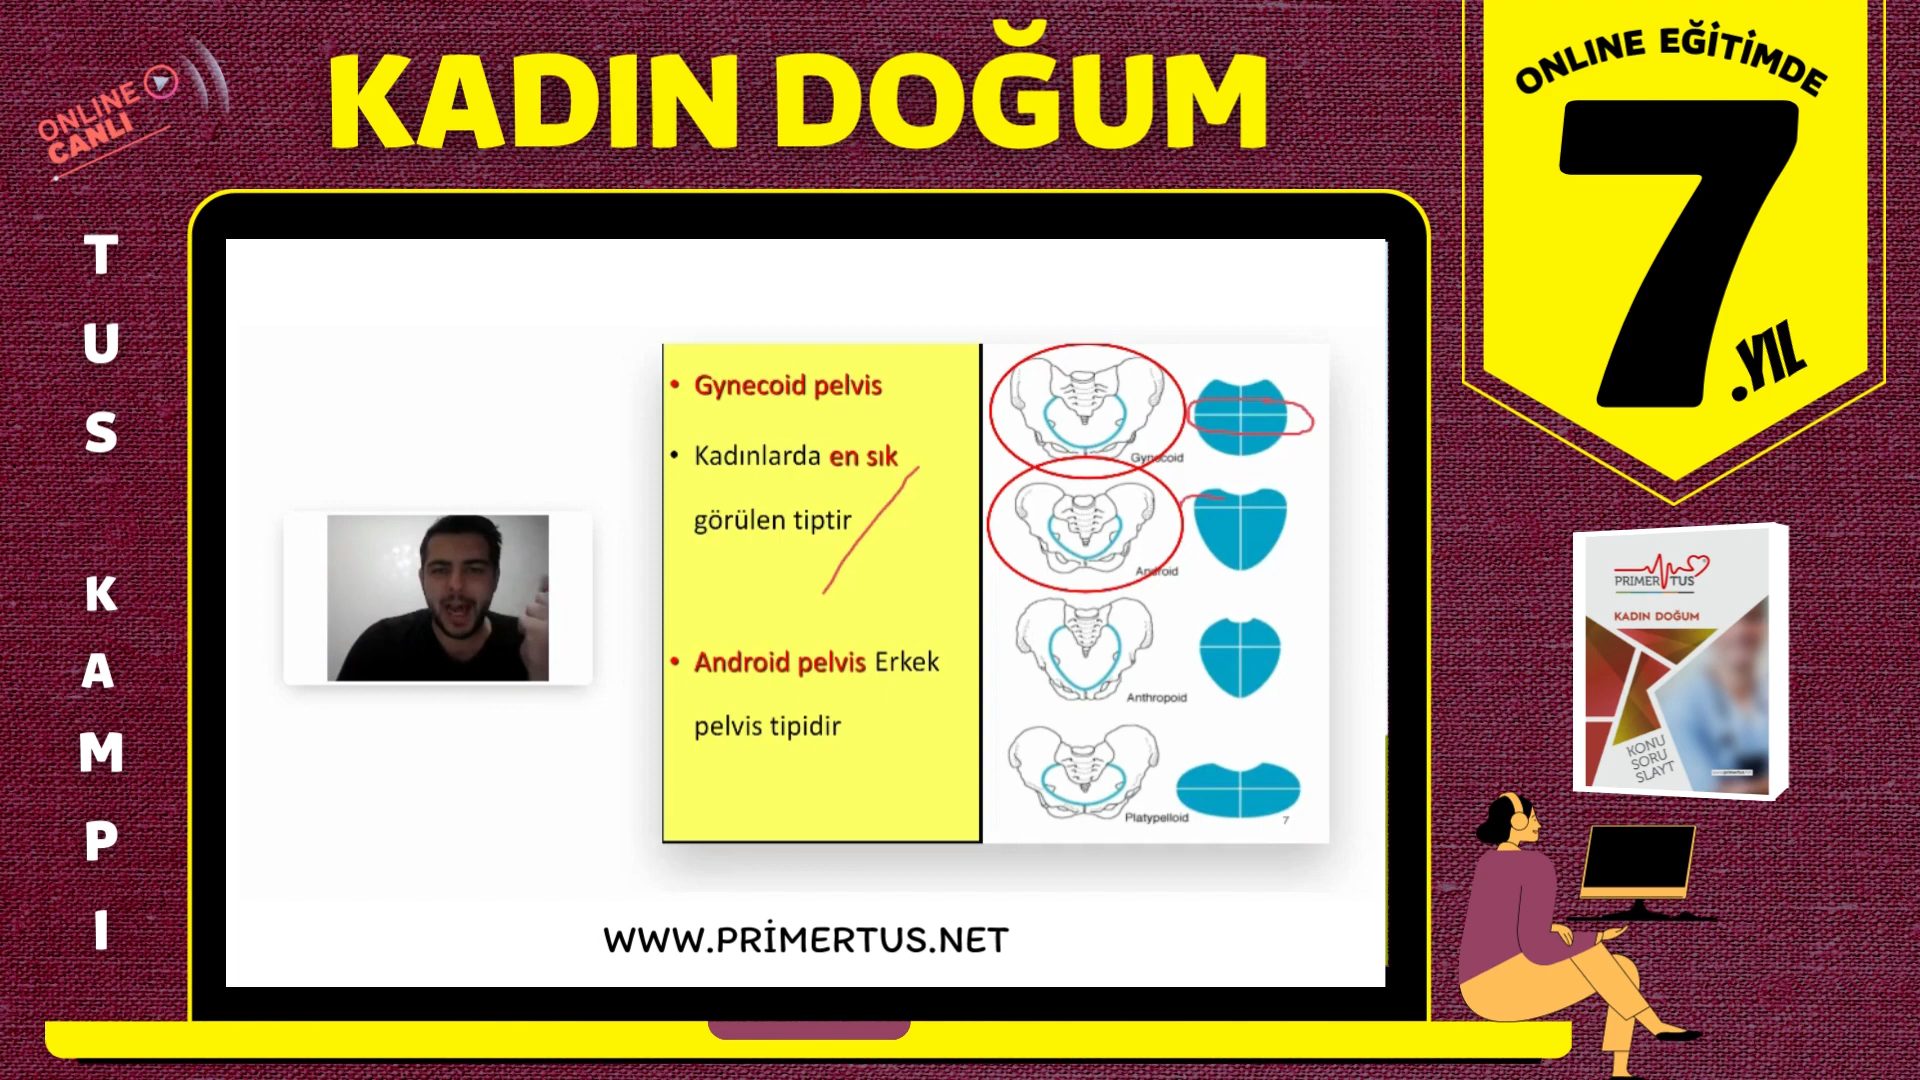 ONLINE
CANLI
KADIN DOĞUM
ONLINE EĞİTİMDE
7
.YIL
TUS KAMPI
• Gynecoid pelvis
• Kadınlarda en sık
görülen tiptir
• Android pelvis Erkek
pelvis tipidir
Gynecoid
Android
Anthropoid
Platypelloid
7
WWW.PRİMERTUS.NET
PRIMER TUS
KADIN DOĞUM
KONU
SORU
SLAYT